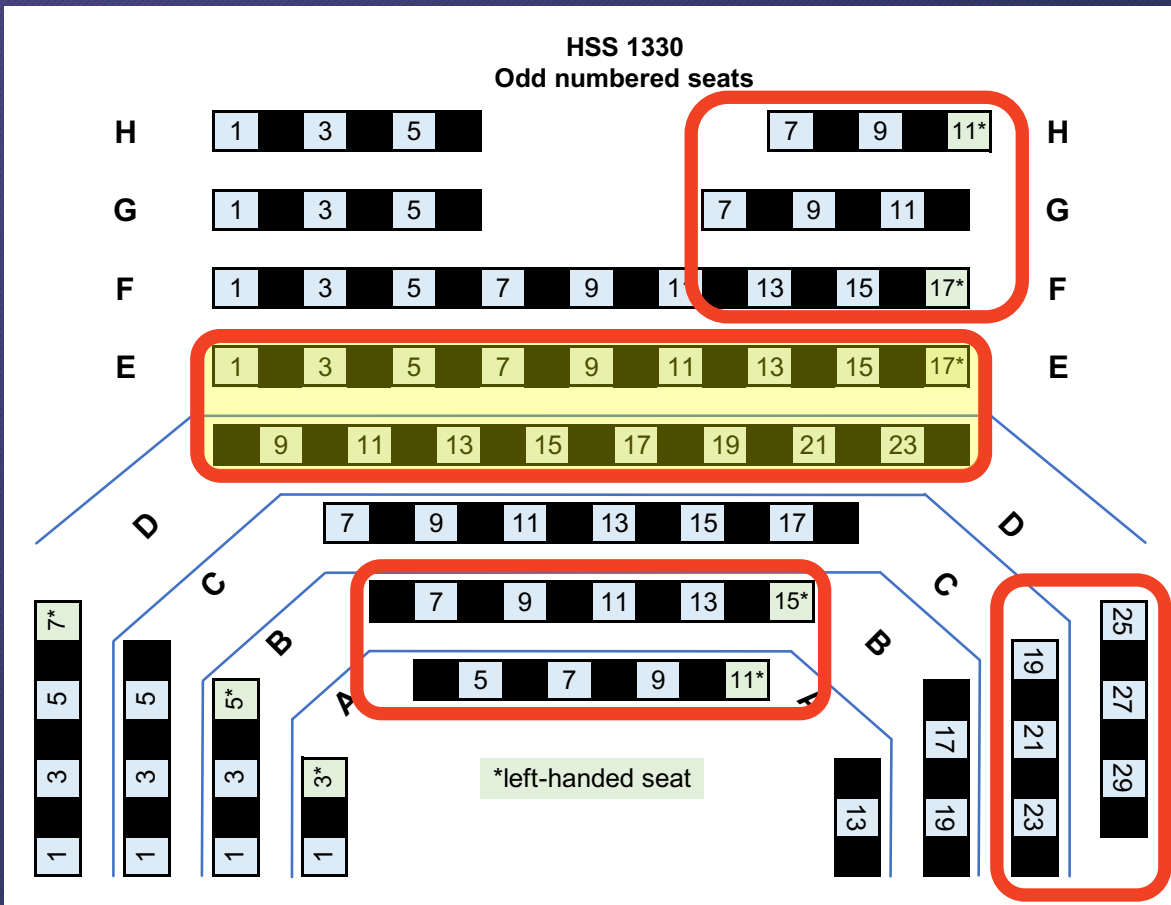 HSS 1330
Odd numbered seats
H 1 3 5 7 9 11* H
G 1 3 5 7 9 11 G
F 1 3 5 7 9 11 13 15 17* F
E 1 3 5 7 9 11 13 15 17* E
9 11 13 15 17 19 21 23
D D
7 9 11 13 15 17
C C
7 9 11 13 15*
B B
5 7 9 11*
A A
*left-handed seat
7* 5 3 1
5 3 1
5* 3 1
3* 1
13
17 19
19 21 23
25 27 29